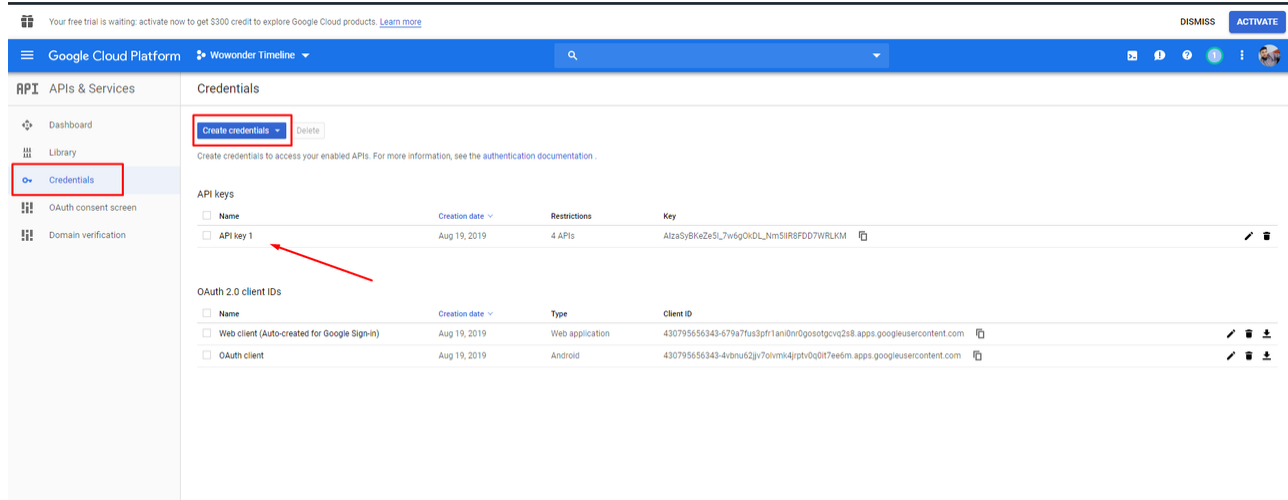 Your free trial is waiting: activate now to get $300 credit to explore Google Cloud products. Learn more
DISMISS
ACTIVATE
Google Cloud Platform
Wowonder Timeline
1
API APIs & Services
Credentials
Dashboard
Library
Credentials
OAuth consent screen
Domain verification
Create credentials
Delete
Create credentials to access your enabled APIs. For more information, see the authentication documentation .
API keys
Name Creation date Restrictions Key
API key 1 Aug 19, 2019 4 APIs
OAuth 2.0 client IDs
Name Creation date Type Client ID
Web client (Auto-created for Google Sign-in) Aug 19, 2019 Web application 430795656343-679a7fus3pfr1ani0nr0gosotgcvq2s8.apps.googleusercontent.com
OAuth client Aug 19, 2019 Android 430795656343-4vbnu62jjv7olvmk4jrptv0q0it7ee6m.apps.googleusercontent.com